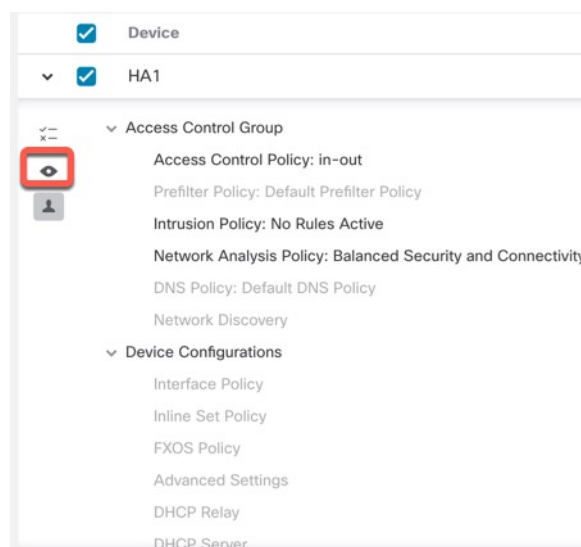 Device
HA1
Access Control Group
Access Control Policy: in-out
Prefilter Policy: Default Prefilter Policy
Intrusion Policy: No Rules Active
Network Analysis Policy: Balanced Security and Connectivity
DNS Policy: Default DNS Policy
Network Discovery
Device Configurations
Interface Policy
Inline Set Policy
FXOS Policy
Advanced Settings
DHCP Relay
DHCP Server